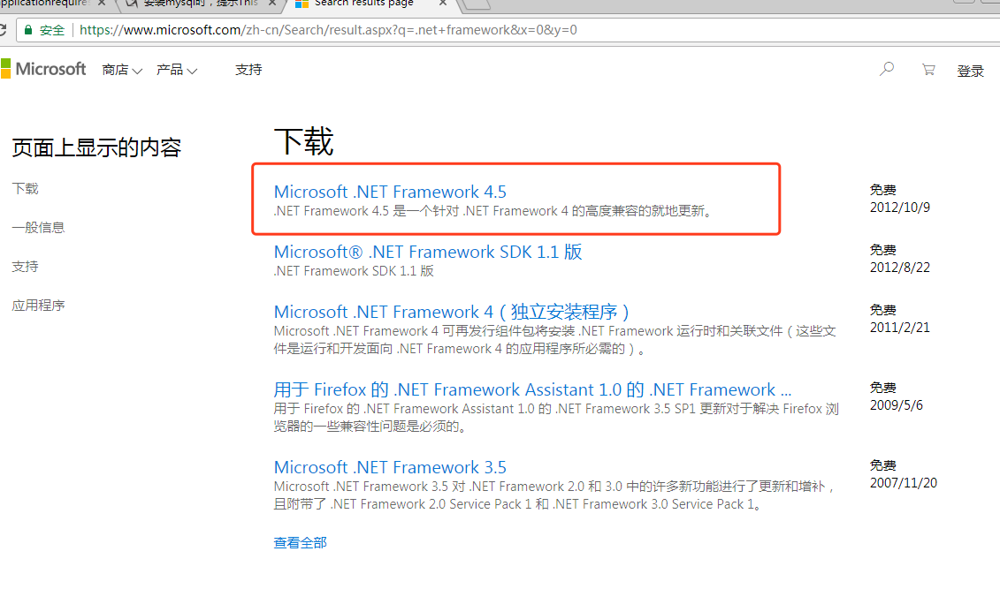 安装mysql时，提示This
Search results page
安全
https://www.microsoft.com/zh-cn/Search/result.aspx?q=.net+framework&x=0&y=0
Microsoft 商店 产品 支持 登录
页面上显示的内容
下载
一般信息
支持
应用程序
下载
Microsoft .NET Framework 4.5
.NET Framework 4.5 是一个针对 .NET Framework 4 的高度兼容的就地更新。
免费
2012/10/9
Microsoft® .NET Framework SDK 1.1 版
.NET Framework SDK 1.1 版
免费
2012/8/22
Microsoft .NET Framework 4（独立安装程序）
Microsoft .NET Framework 4 可再发行组件包将安装 .NET Framework 运行时和关联文件（这些文
件是运行和开发面向 .NET Framework 4 的应用程序所必需的）。
免费
2011/2/21
用于 Firefox 的 .NET Framework Assistant 1.0 的 .NET Framework ...
用于 Firefox 的 .NET Framework Assistant 1.0 的 .NET Framework 3.5 SP1 更新对于解决 Firefox 浏
览器的一些兼容性问题是必须的。
免费
2009/5/6
Microsoft .NET Framework 3.5
Microsoft .NET Framework 3.5 对 .NET Framework 2.0 和 3.0 中的许多新功能进行了更新和增补，
且附带了 .NET Framework 2.0 Service Pack 1 和 .NET Framework 3.0 Service Pack 1。
免费
2007/11/20
查看全部